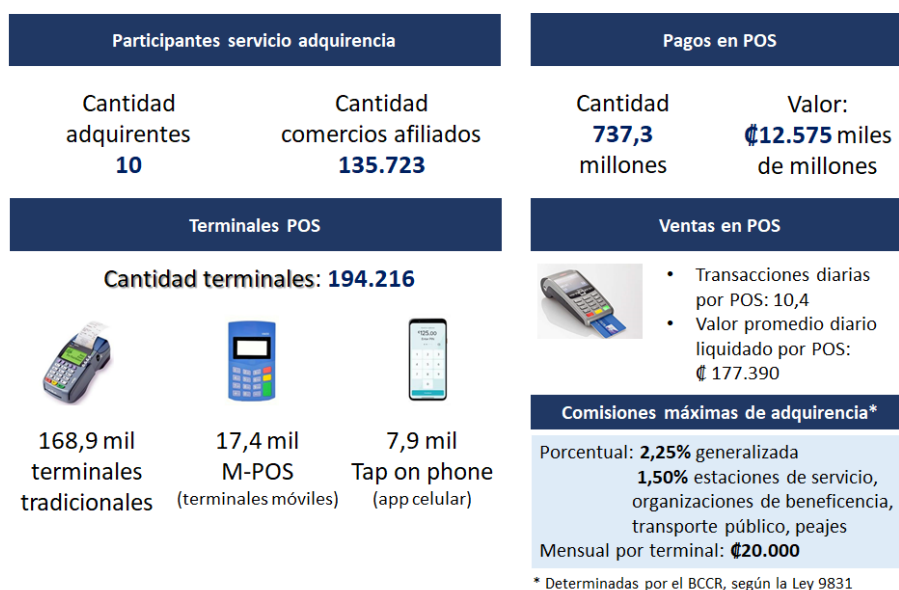 Participantes servicio adquirencia
Cantidad
adquirentes
10
Cantidad
comercios afiliados
135.723
Pagos en POS
Cantidad
737,3
millones
Valor:
₡12.575 miles
de millones
Terminales POS
Cantidad terminales: 194.216
168,9 mil
terminales
tradicionales
17,4 mil
M-POS
(terminales móviles)
7,9 mil
Tap on phone
(app celular)
Ventas en POS
• Transacciones diarias
por POS: 10,4
• Valor promedio diario
liquidado por POS:
₡ 177.390
Comisiones máximas de adquirencia*
Porcentual: 2,25% generalizada
1,50% estaciones de servicio,
organizaciones de beneficencia,
transporte público, peajes
Mensual por terminal: ₡20.000
* Determinadas por el BCCR, según la Ley 9831